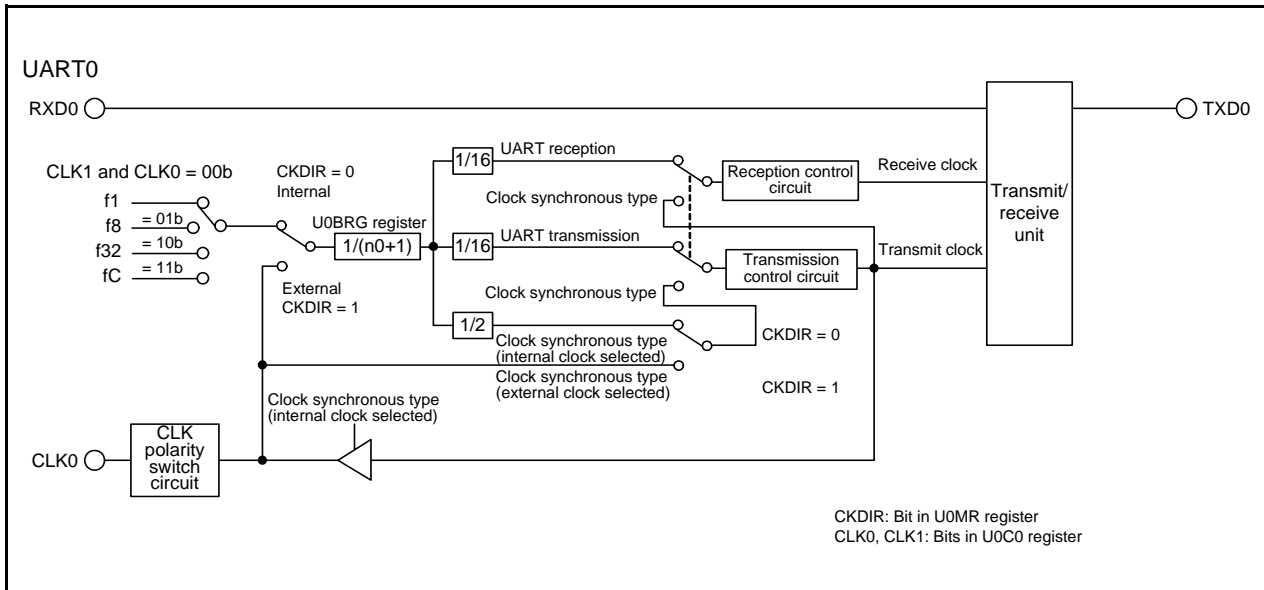 UART0
RXD0
TXD0
CLK1 and CLK0 = 00b
f1
f8
= 01b
f32
= 10b
fC
= 11b
CKDIR = 0
Internal
External
CKDIR = 1
U0BRG register
1/(n0+1)
1/16
UART reception
Clock synchronous type
1/16
UART transmission
Clock synchronous type
1/2
Clock synchronous type
(internal clock selected)
Clock synchronous type
(external clock selected)
CKDIR = 0
CKDIR = 1
Reception control
circuit
Receive clock
Transmission
control circuit
Transmit clock
Transmit/
receive
unit
Clock synchronous type
(internal clock selected)
CLK0
CLK
polarity
switch
circuit
CKDIR: Bit in U0MR register
CLK0, CLK1: Bits in U0C0 register